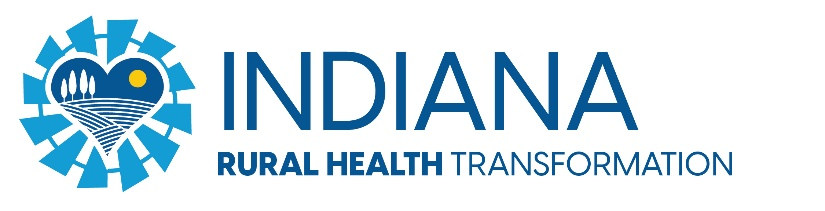 INDIANA
RURAL HEALTH TRANSFORMATION